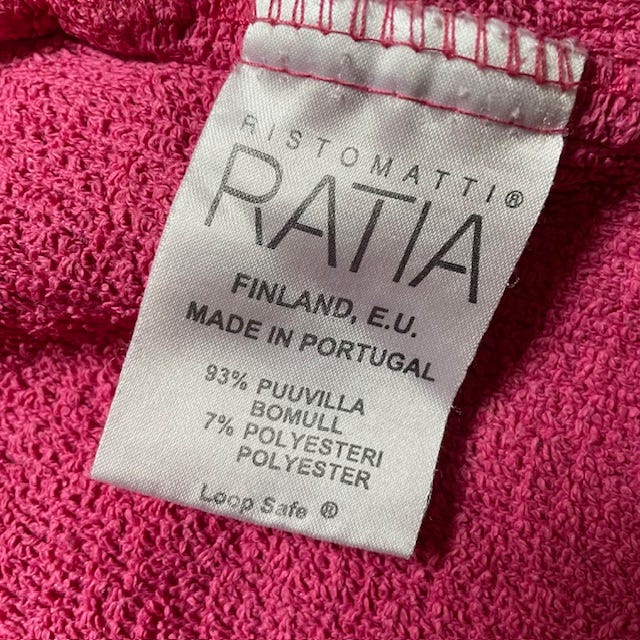 RISTOMATTI®
RATIA
FINLAND, E.U.
MADE IN PORTUGAL
93% PUUVILLA
BOMULL
7% POLYESTERI
POLYESTER
Loop Safe ®